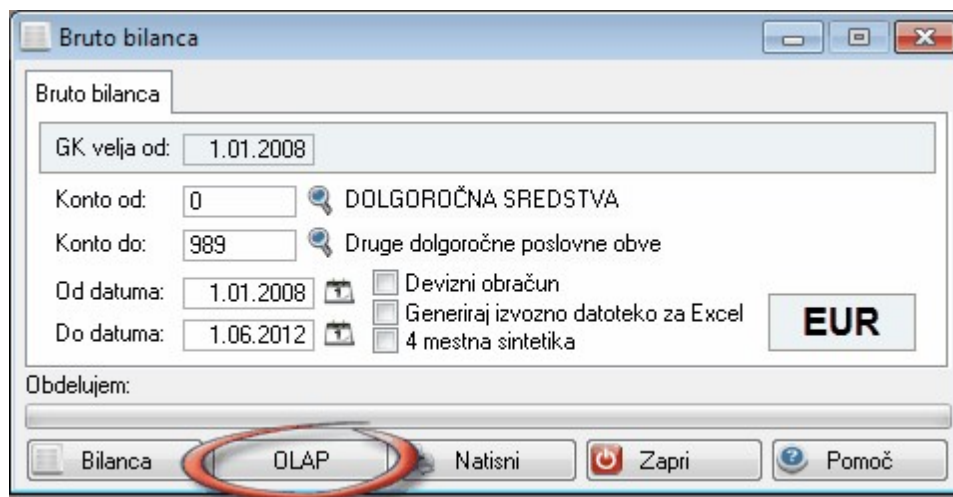 Bruto bilanca
Bruto bilanca
GK velja od: 1.01.2008
Konto od: 0 DOLGOROČNA SREDSTVA
Konto do: 989 Druge dolgoročne poslovne obve
Od datuma: 1.01.2008 Devizni obračun
Generiraj izvozno datoteko za Excel
Do datuma: 1.06.2012 4 mestna sintetika
EUR
Obdelujem:
Bilanca OLAP Natisni Zapri Pomoč